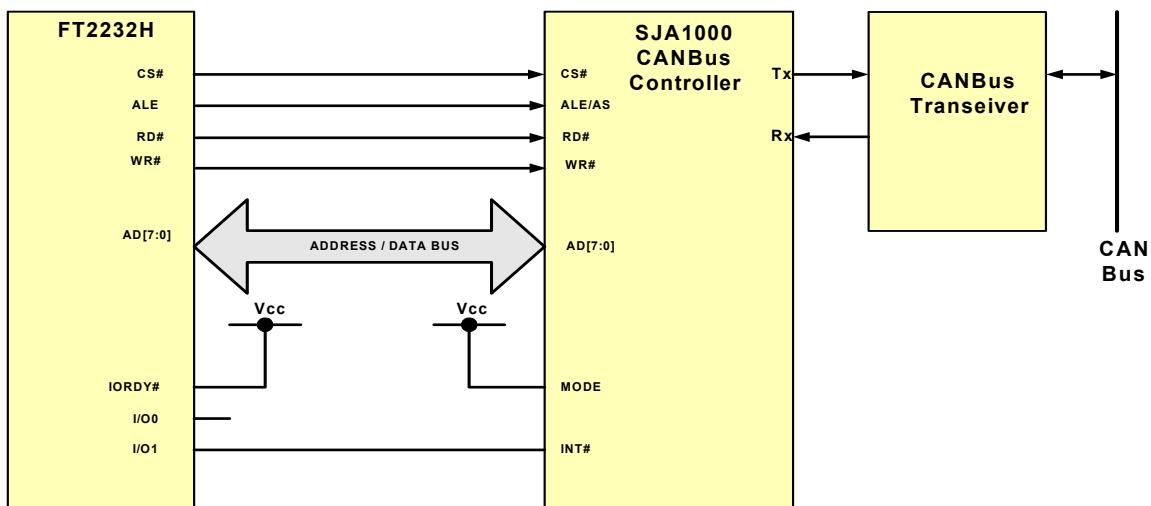 FT2232H
CS#
ALE
RD#
WR#
AD[7:0]
IORDY#
I/O0
I/O1
ADDRESS / DATA BUS
Vcc
Vcc
SJA1000
CANBus
Controller
CS#
ALE/AS
RD#
WR#
AD[7:0]
MODE
INT#
Tx
Rx
CANBus
Transeiver
CAN
Bus